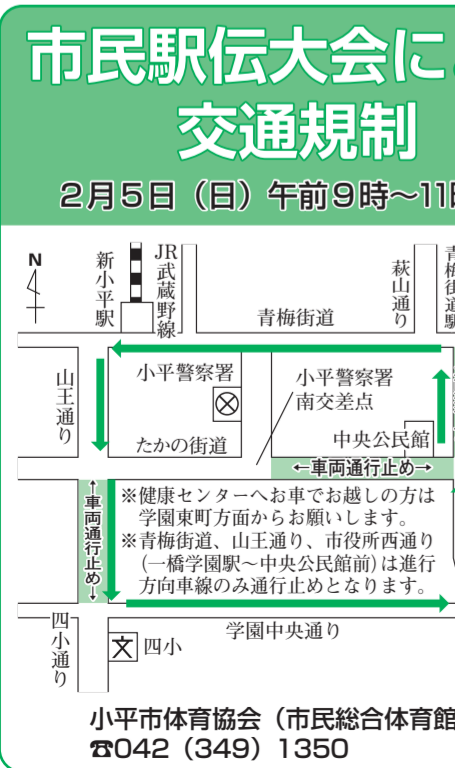 市民駅伝大会に
交通規制
2月5日（日）午前9時～11時
N
新小平駅
JR武蔵野線
青梅街道
萩山通り
青梅街道駅
山王通り
小平警察署
小平警察署
南交差点
たかの街道
中央公民館
←車両通行止め→
←車両通行止め→
※健康センターへお車でお越しの方は
学園東町方面からお願いします。
※青梅街道、山王通り、市役所西通り
(一橋学園駅～中央公民館前)は進行
方向車線のみ通行止めとなります。
四小通り
文
四小
学園中央通り
小平市体育協会（市民総合体育館
☎042（349）1350